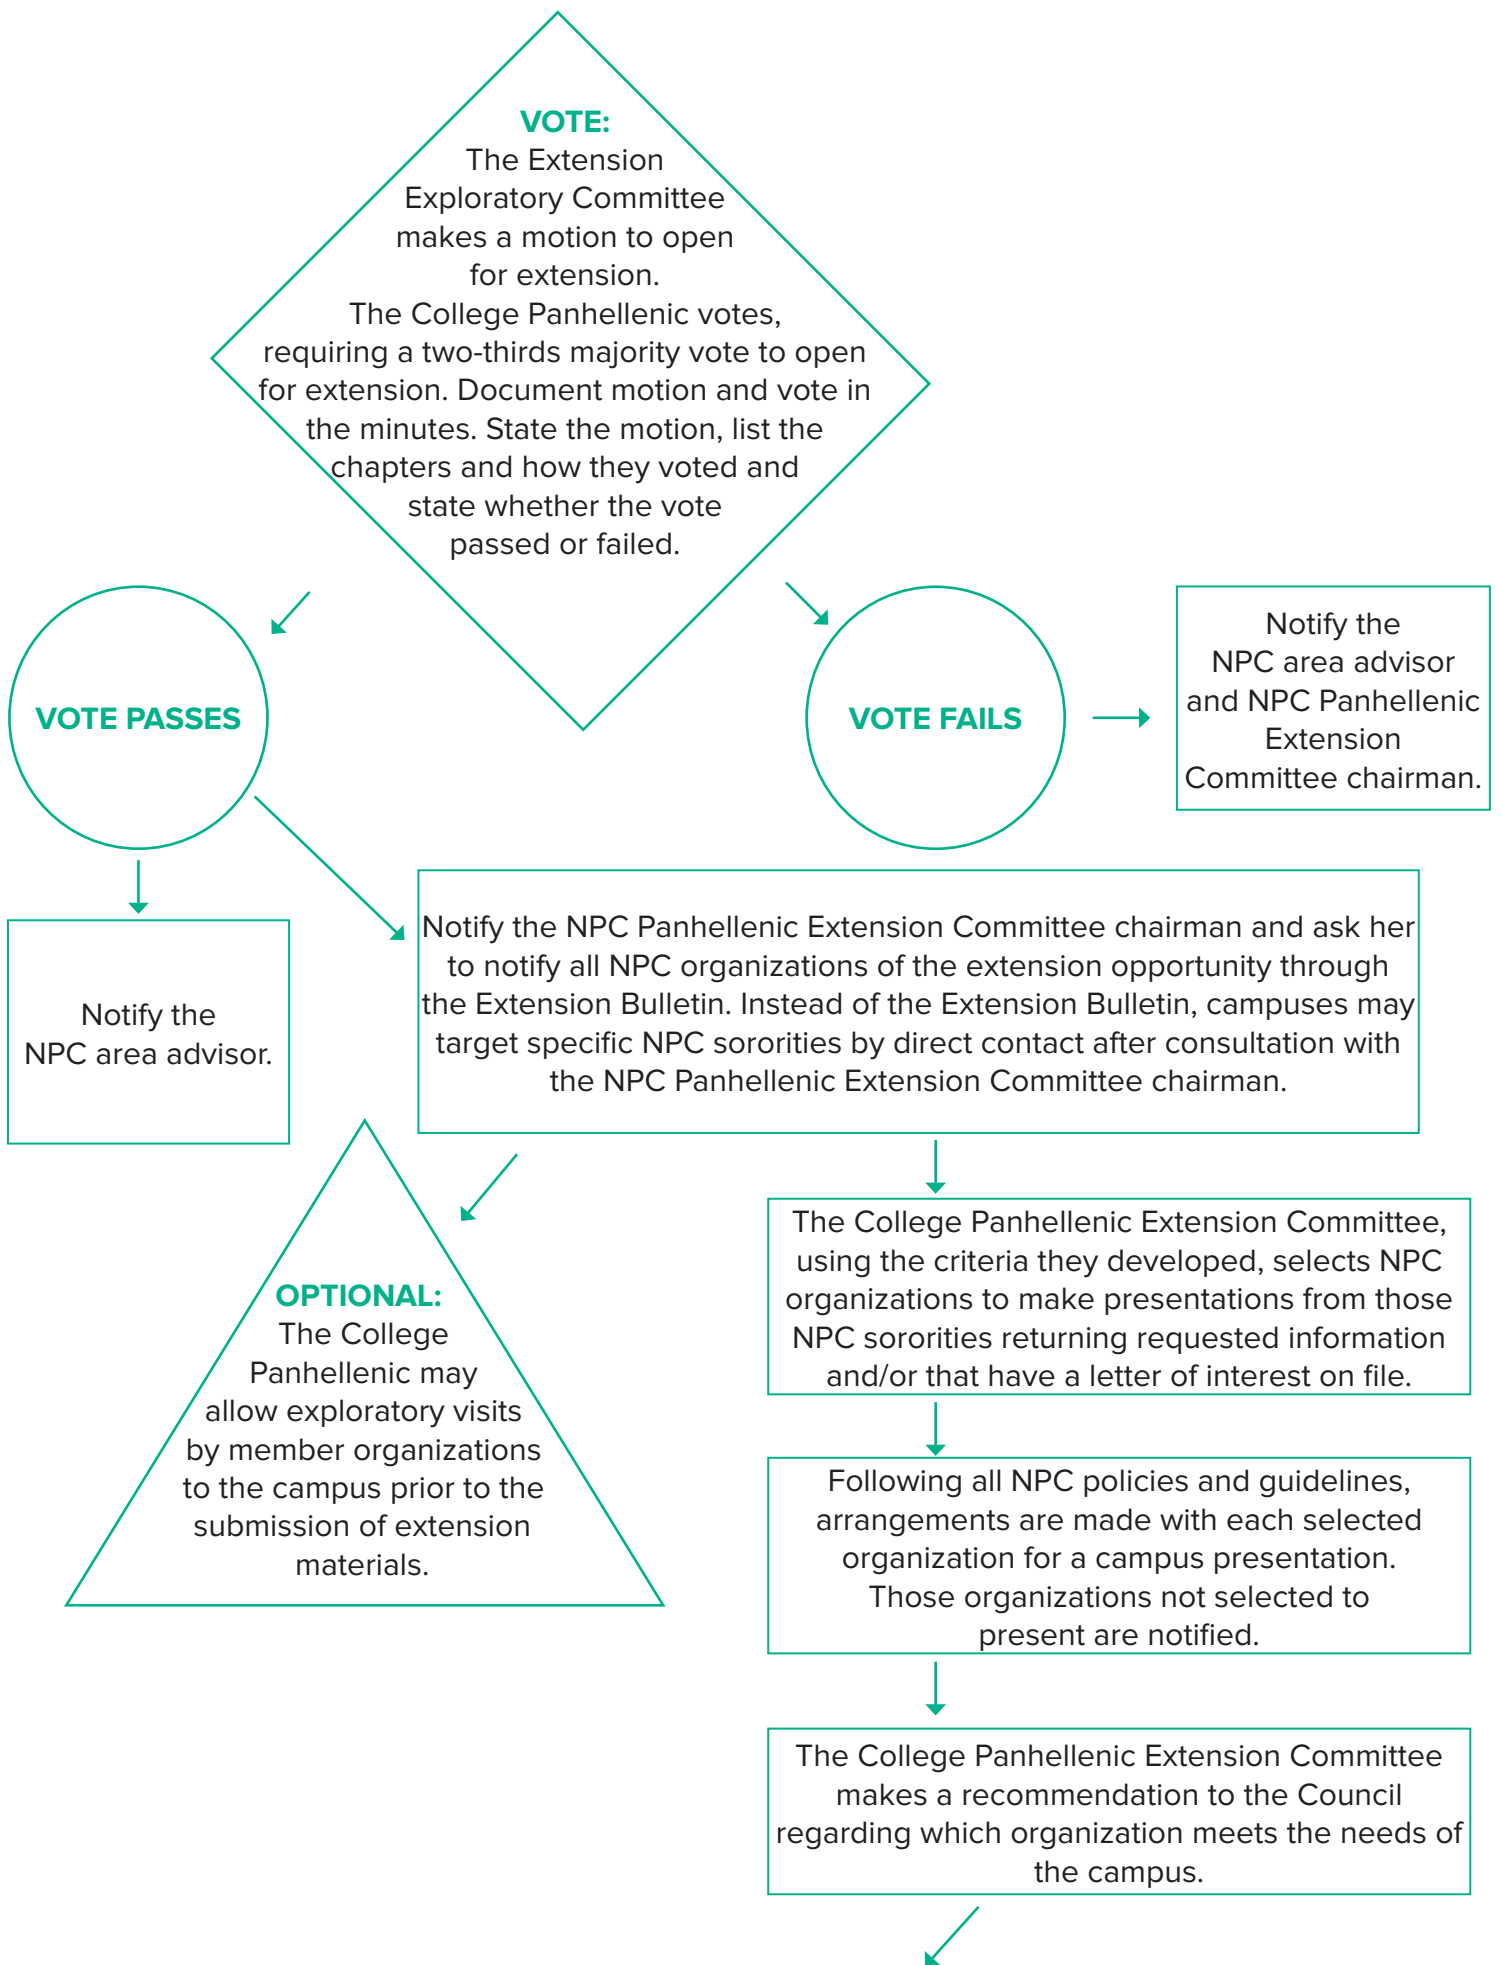 VOTE:
The Extension
Exploratory Committee
makes a motion to open
for extension.
The College Panhellenic votes,
requiring a two-thirds majority vote to open
for extension. Document motion and vote in
the minutes. State the motion, list the
chapters and how they voted and
state whether the vote
passed or failed.
VOTE PASSES
VOTE FAILS
Notify the
NPC area advisor
and NPC Panhellenic
Extension
Committee chairman.
Notify the
NPC area advisor.
Notify the NPC Panhellenic Extension Committee chairman and ask her
to notify all NPC organizations of the extension opportunity through
the Extension Bulletin. Instead of the Extension Bulletin, campuses may
target specific NPC sororities by direct contact after consultation with
the NPC Panhellenic Extension Committee chairman.
OPTIONAL:
The College
Panhellenic may
allow exploratory visits
by member organizations
to the campus prior to the
submission of extension
materials.
The College Panhellenic Extension Committee,
using the criteria they developed, selects NPC
organizations to make presentations from those
NPC sororities returning requested information
and/or that have a letter of interest on file.
Following all NPC policies and guidelines,
arrangements are made with each selected
organization for a campus presentation.
Those organizations not selected to
present are notified.
The College Panhellenic Extension Committee
makes a recommendation to the Council
regarding which organization meets the needs of
the campus.